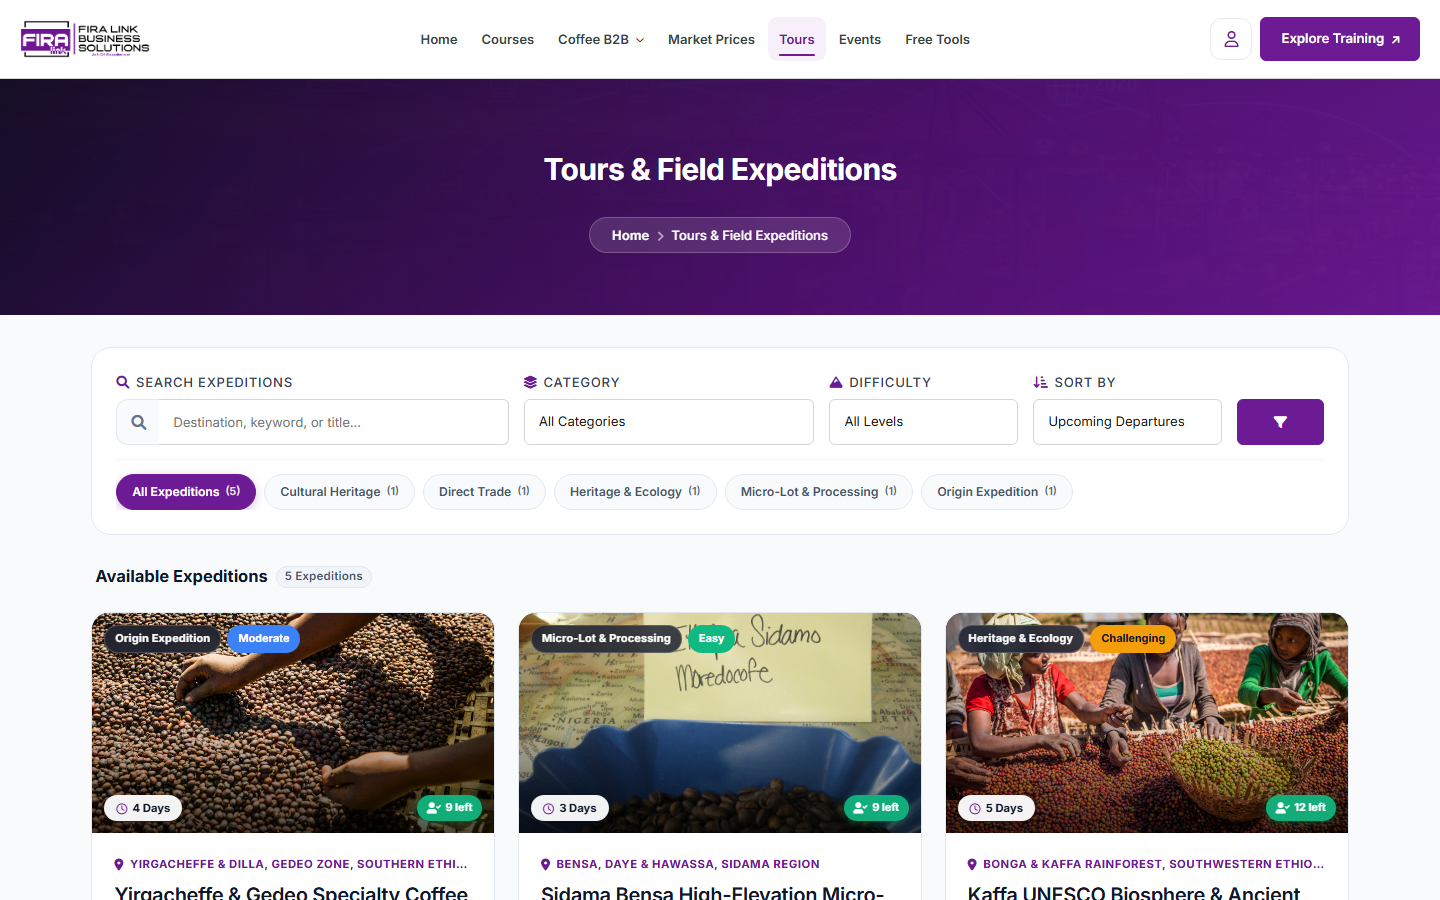 FIRA
FIRA LINK
BUSINESS
SOLUTIONS
Home
Courses
Coffee B2B
Market Prices
Tours
Events
Free Tools
Explore Training
Tours & Field Expeditions
Home > Tours & Field Expeditions
SEARCH EXPEDITIONS
CATEGORY
DIFFICULTY
SORT BY
Destination, keyword, or title...
All Categories
All Levels
Upcoming Departures
All Expeditions (5)
Cultural Heritage (1)
Direct Trade (1)
Heritage & Ecology (1)
Micro-Lot & Processing (1)
Origin Expedition (1)
Available Expeditions
5 Expeditions
Origin Expedition
Moderate
4 Days
9 left
YIRGACHEFFE & DILLA, GEDEO ZONE, SOUTHERN ETHI...
Yirgacheffe & Gedeo Specialty Coffee
Micro-Lot & Processing
Easy
Sidamo
Moredocofe
NIGERIA
Lagos
3 Days
9 left
BENSA, DAYE & HAWASSA, SIDAMA REGION
Sidama Bensa High-Elevation Micro-
Heritage & Ecology
Challenging
5 Days
12 left
BONGA & KAFFA RAINFOREST, SOUTHWESTERN ETHIO...
Kaffa UNESCO Biosphere & Ancient